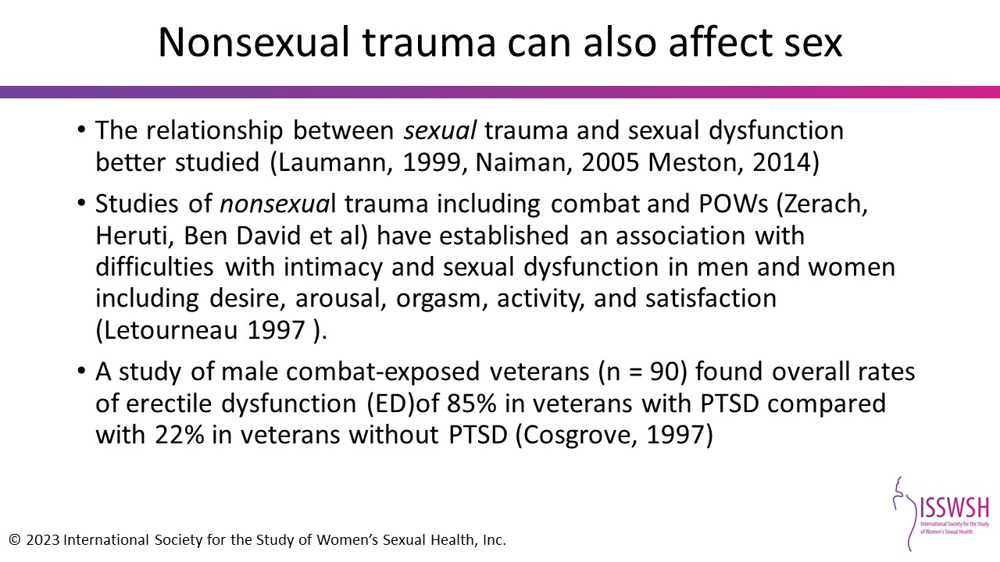 Nonsexual trauma can also affect sex
• The relationship between sexual trauma and sexual dysfunction
better studied (Laumann, 1999, Naiman, 2005 Meston, 2014)
• Studies of nonsexual trauma including combat and POWs (Zerach,
Heruti, Ben David et al) have established an association with
difficulties with intimacy and sexual dysfunction in men and women
including desire, arousal, orgasm, activity, and satisfaction
(Letourneau 1997 ).
• A study of male combat-exposed veterans (n = 90) found overall rates
of erectile dysfunction (ED)of 85% in veterans with PTSD compared
with 22% in veterans without PTSD (Cosgrove, 1997)
ISSWSH
International Society for the Study
of Women's Sexual Health
© 2023 International Society for the Study of Women’s Sexual Health, Inc.